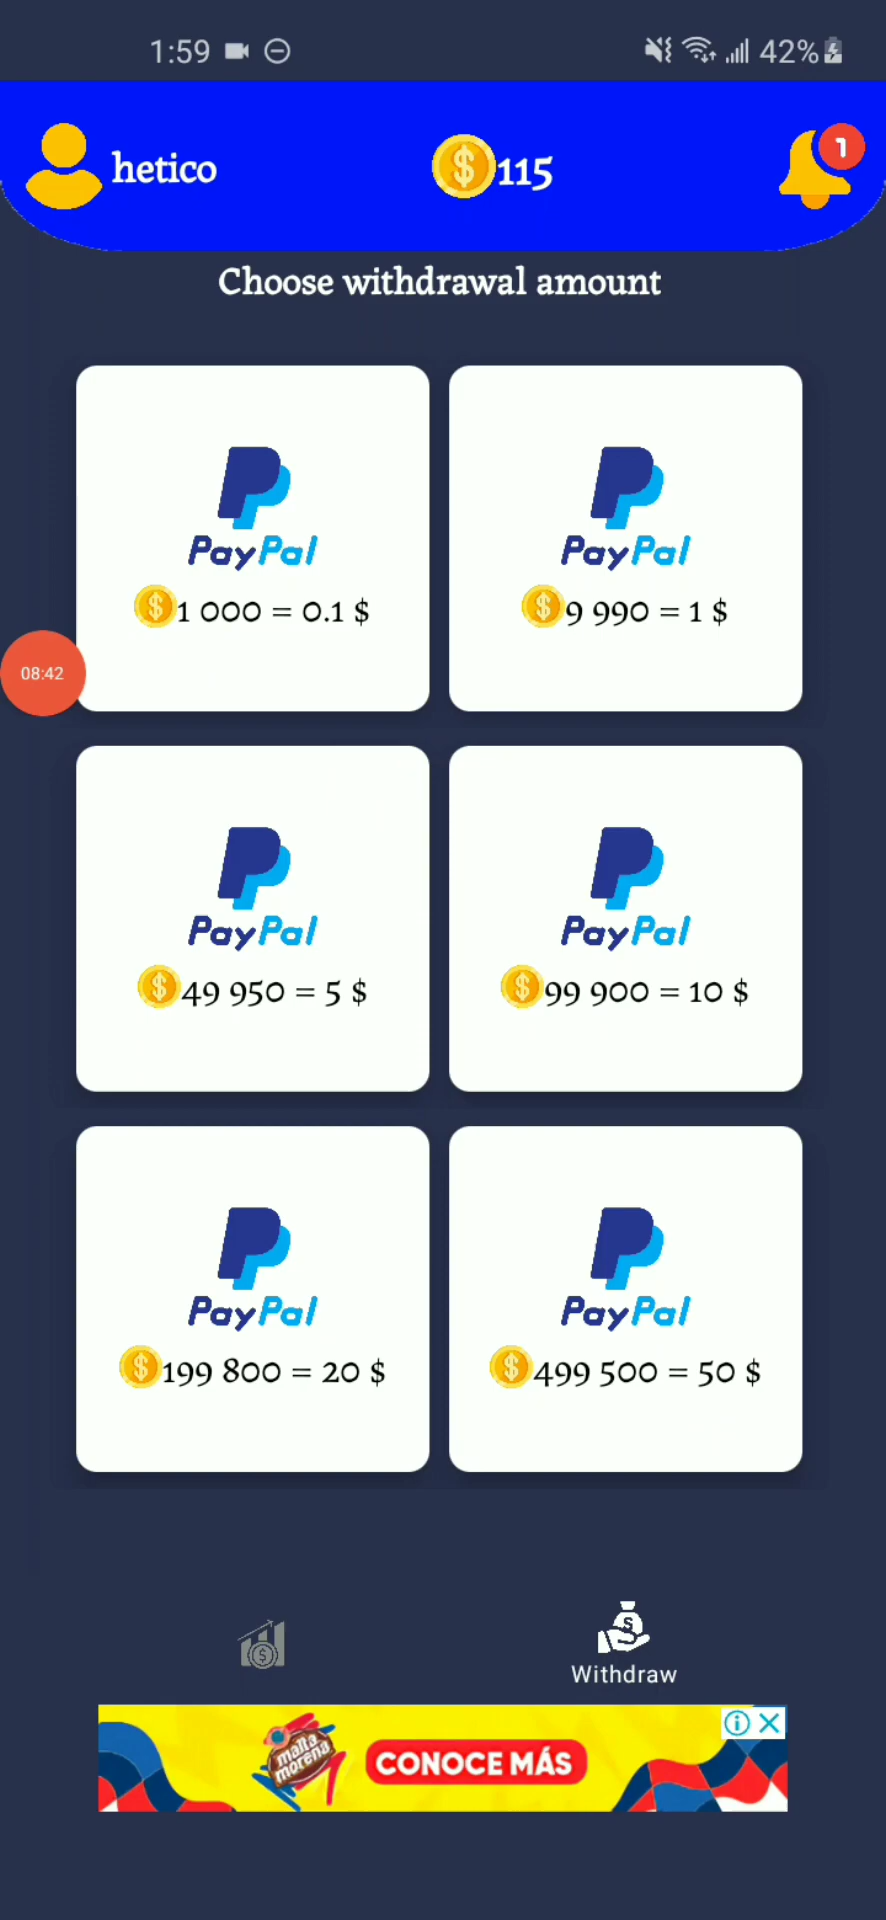 1:59 42%
hetico 115 1
Choose withdrawal amount
PayPal PayPal
1 000 = 0.1 $ 9 990 = 1 $
08:42
PayPal PayPal
49 950 = 5 $ 99 900 = 10 $
PayPal PayPal
199 800 = 20 $ 499 500 = 50 $
Withdraw
malta
morena
CONOCE MÁS